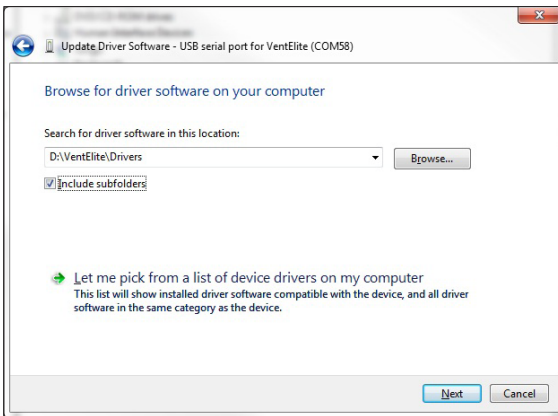 Update Driver Software - USB serial port for VentElite (COM58)
Browse for driver software on your computer
Search for driver software in this location:
D:\VentElite\Drivers
Browse...
Include subfolders
Let me pick from a list of device drivers on my computer
This list will show installed driver software compatible with the device, and all driver
software in the same category as the device.
Next
Cancel